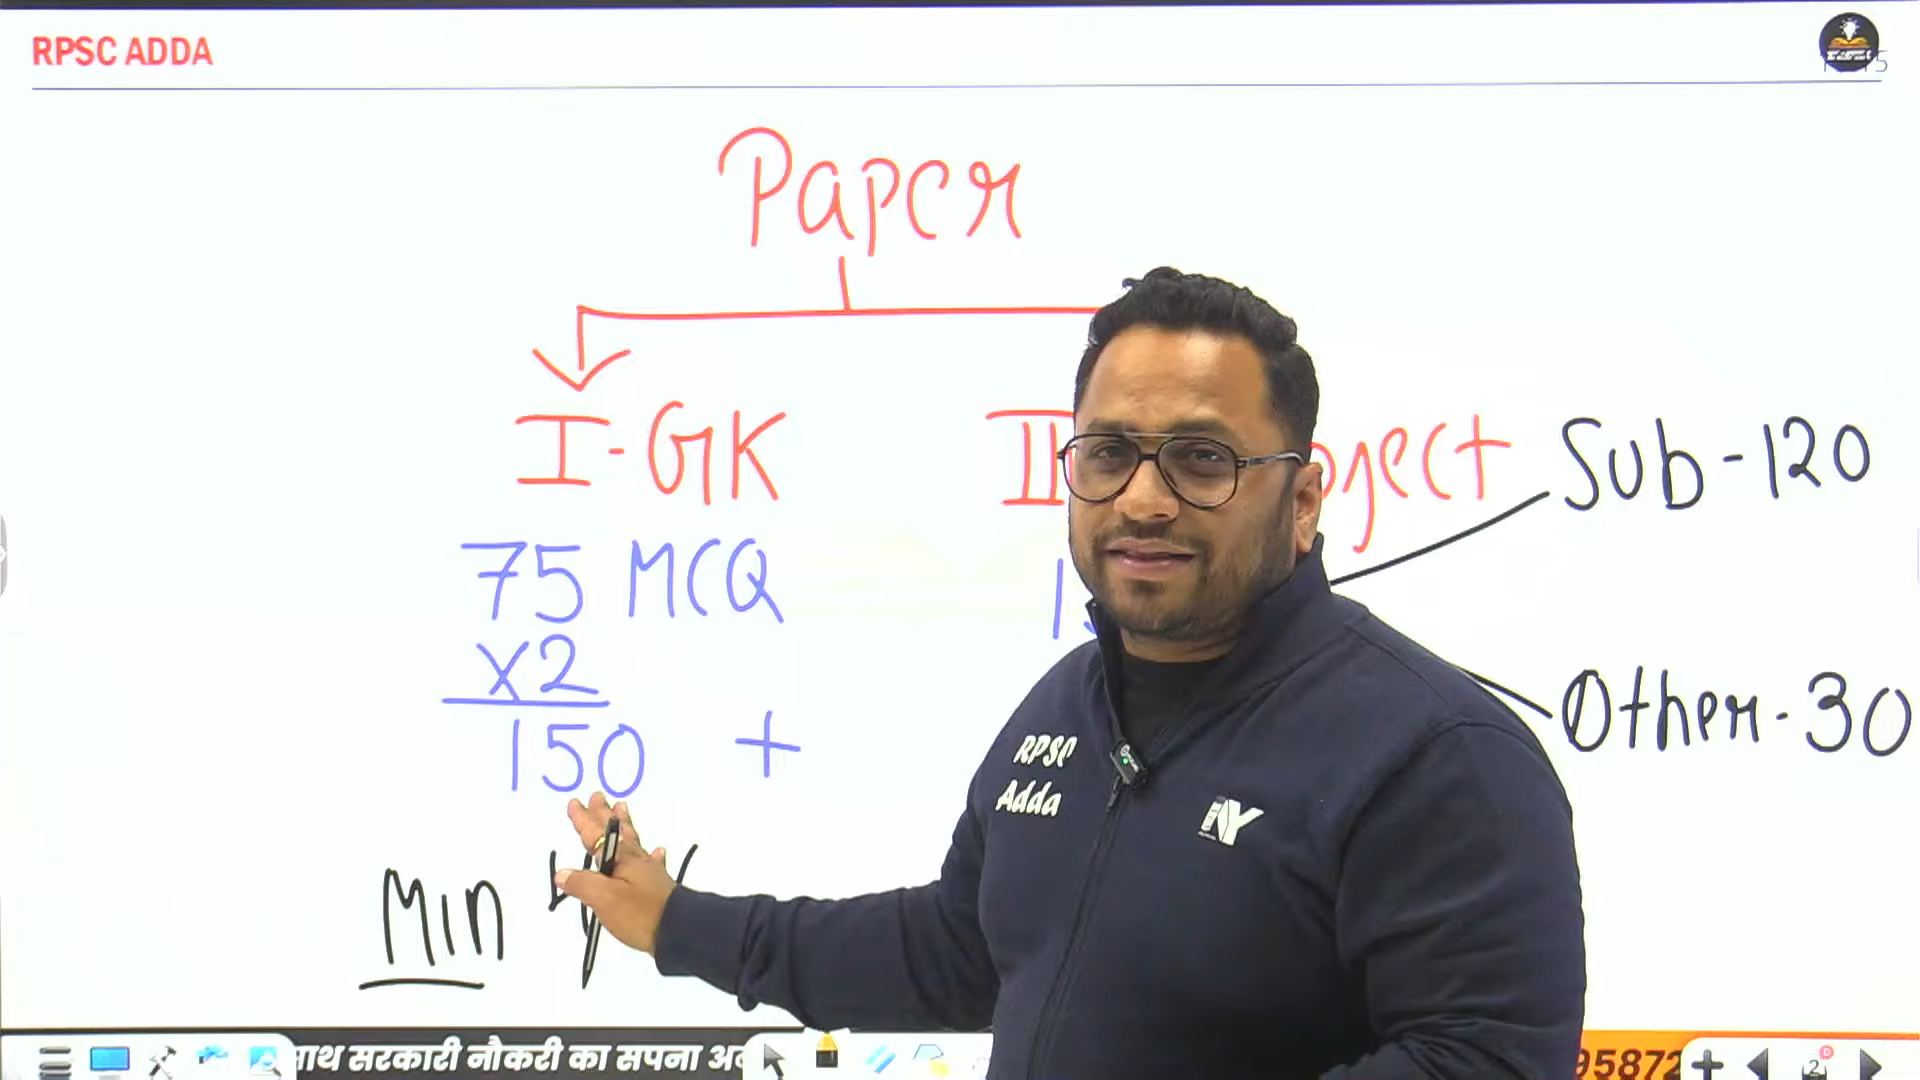 RPSC ADDA
Paper
I-GK
75 MCQ
x2
150 +
Min
II
Sub-120
Other-30
RPSC
Adda
सरकारी नौकरी का सपना
95872
2